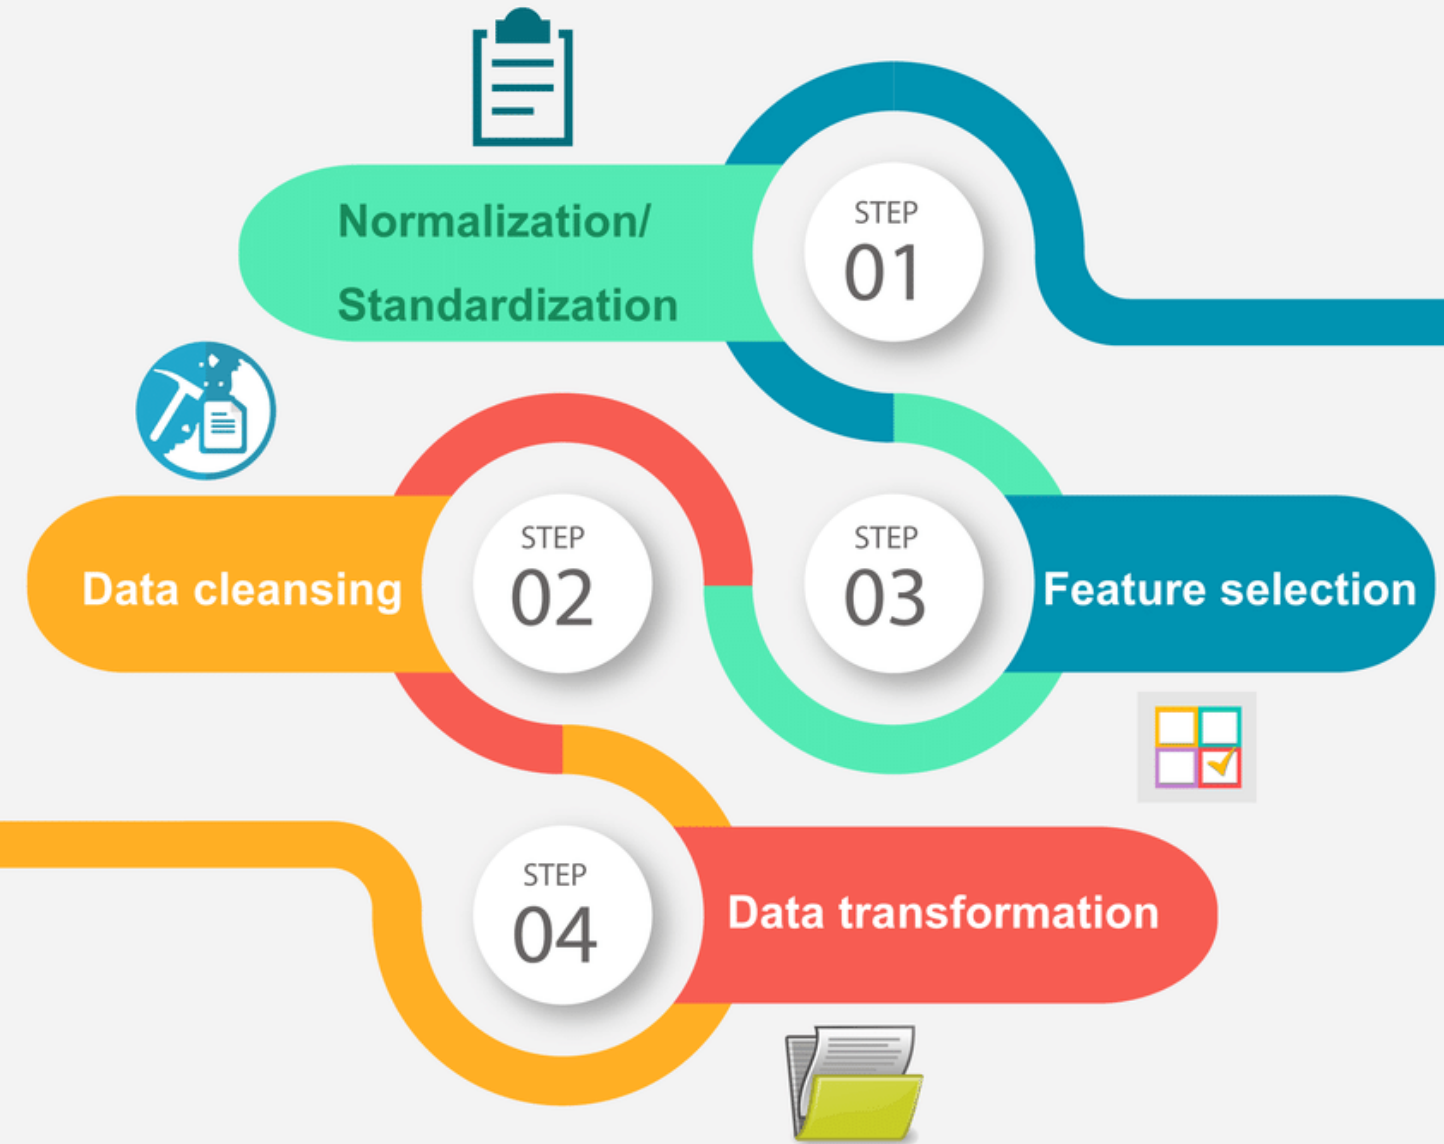 Normalization/
Standardization
STEP
01
Data cleansing
STEP
02
STEP
03
Feature selection
STEP
04
Data transformation